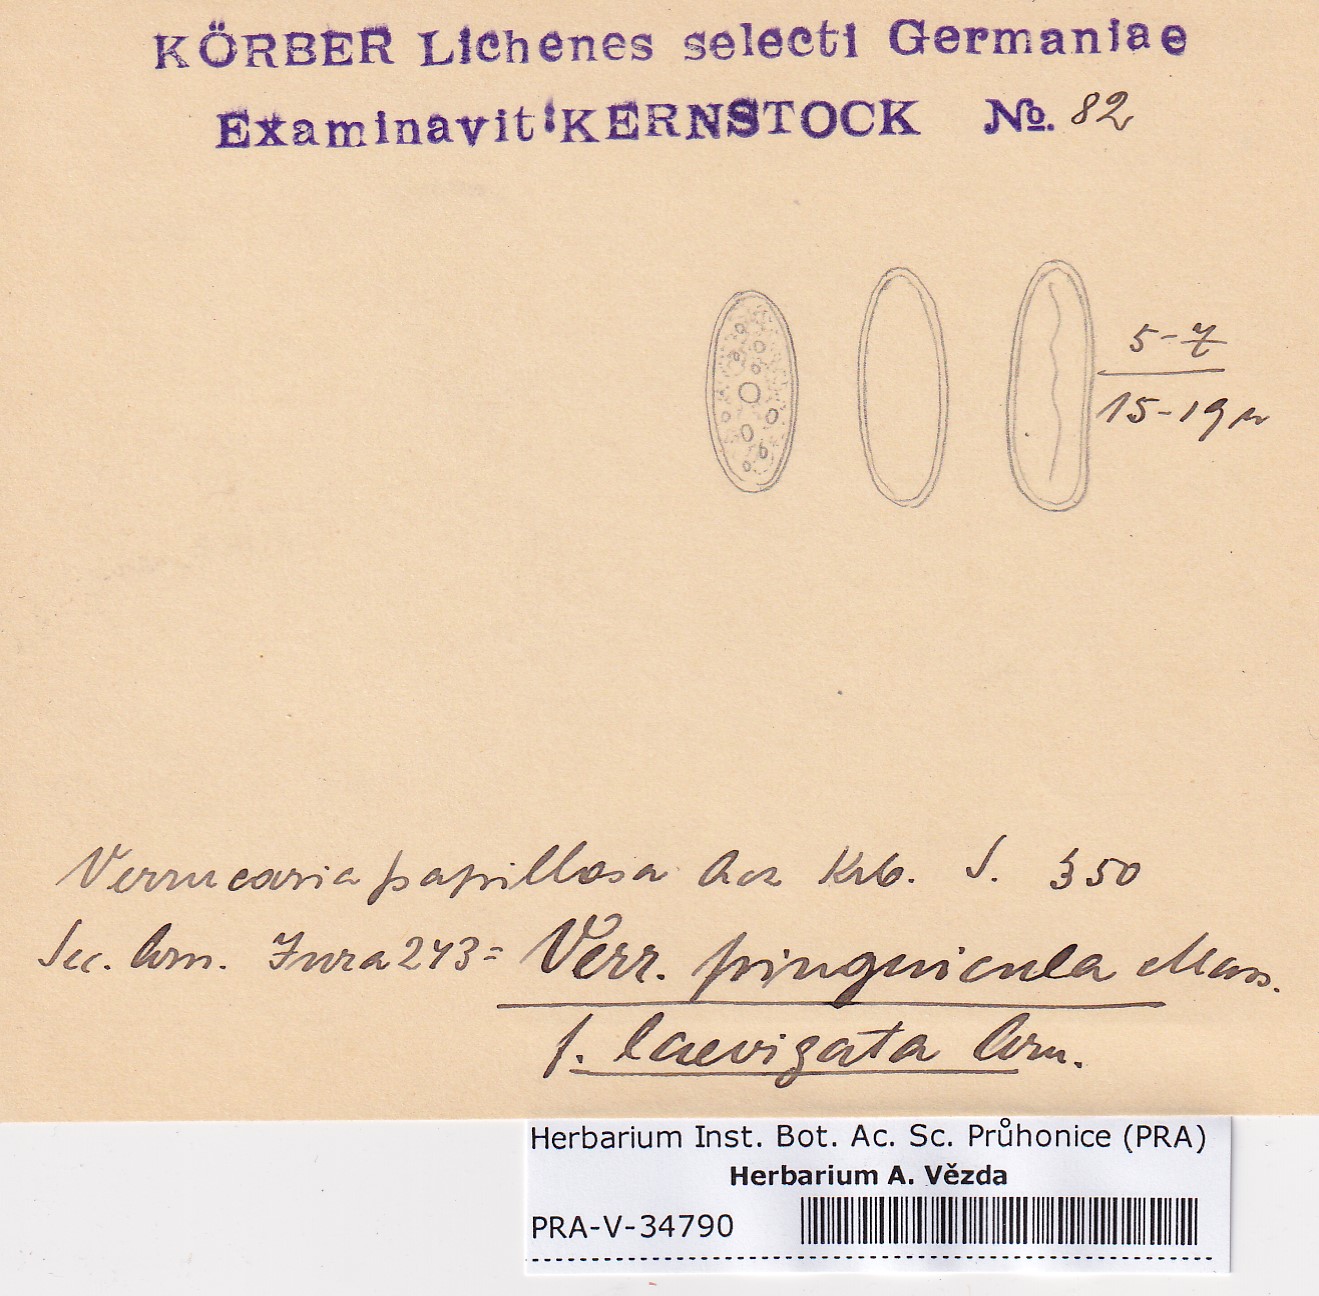 KÖRBER Lichenes selecti Germaniae
Examinavit: KERNSTOCK No. 82
5-7
15-19 µ
Verrucaria papillosa Ach Krb. S. 350
Sec. Arn. Jura 243 = Verr. pinguicula Mass.
f. laevigata Arn.
Herbarium Inst. Bot. Ac. Sc. Průhonice (PRA)
Herbarium A. Vězda
PRA-V-34790